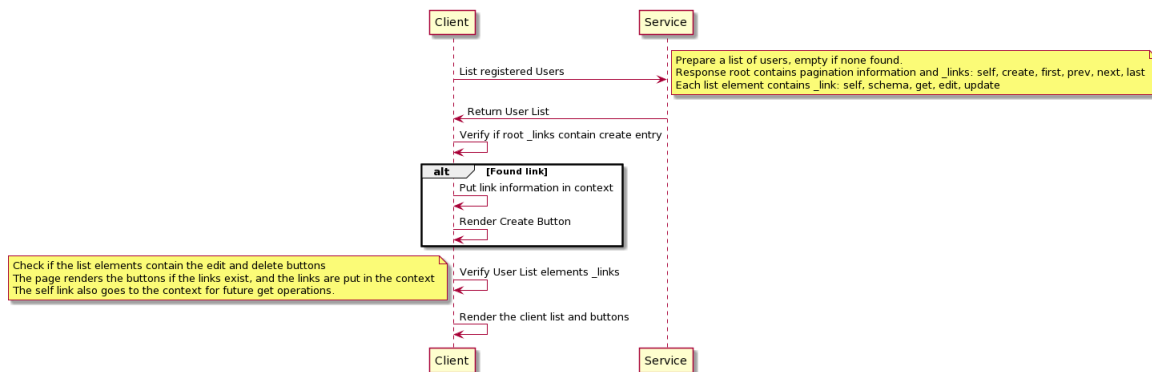 Client
Service
Prepare a list of users, empty if none found.
Response root contains pagination information and _links: self, create, first, prev, next, last
Each list element contains _link: self, schema, get, edit, update
List registered Users
Return User List
Verify if root _links contain create entry
alt
[Found link]
Put link information in context
Render Create Button
Check if the list elements contain the edit and delete buttons
The page renders the buttons if the links exist, and the links are put in the context
The self link also goes to the context for future get operations.
Verify User List elements _links
Render the client list and buttons
Client
Service